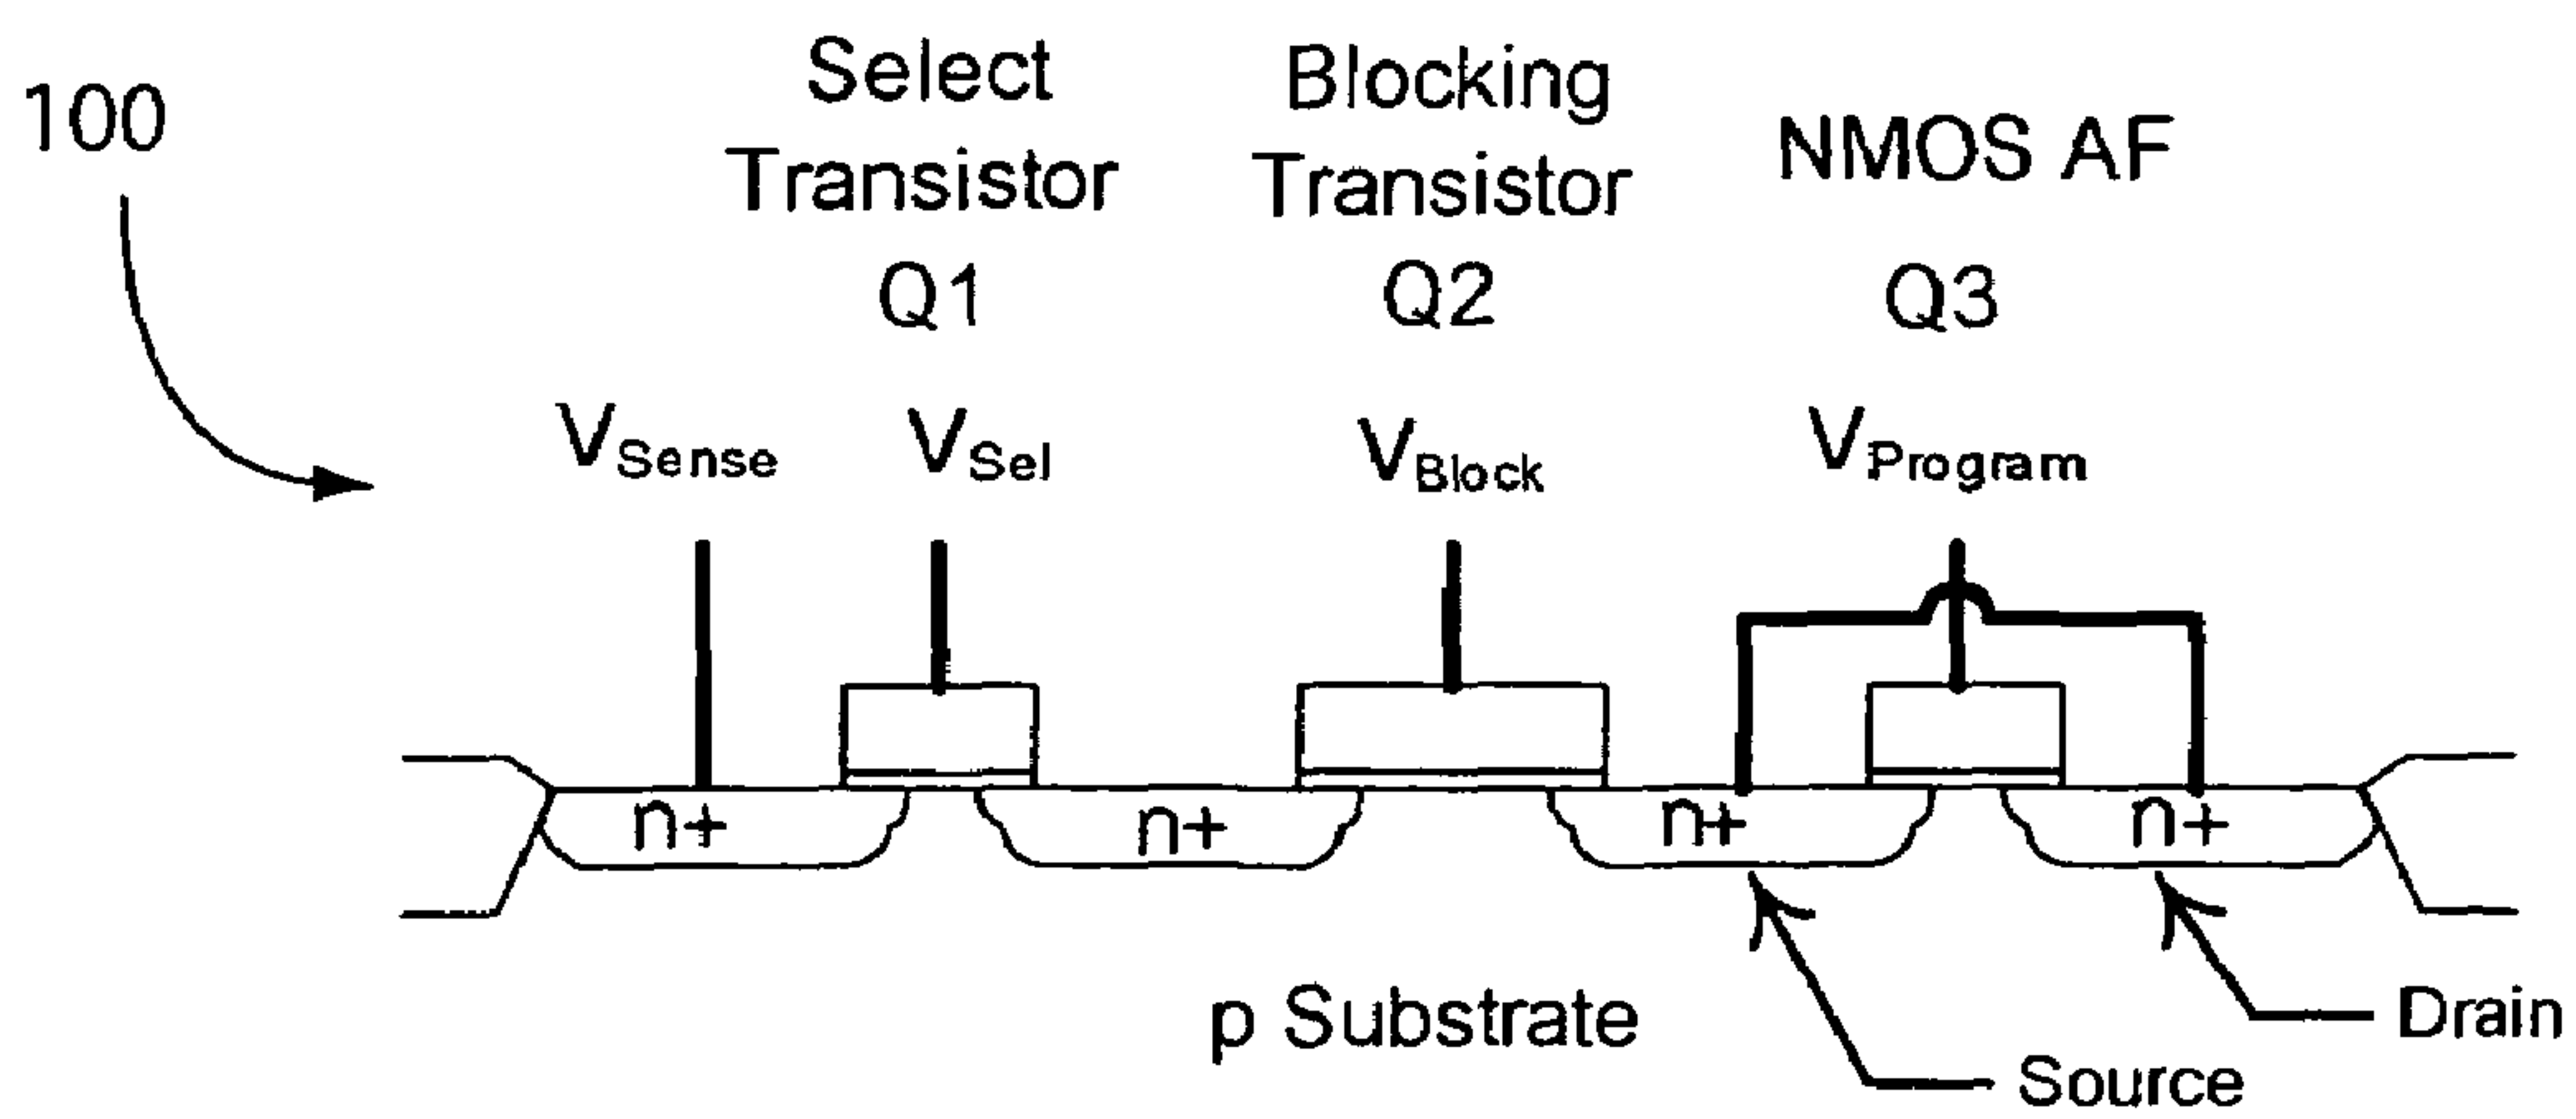 100
Select
Transistor
Q1
Blocking
Transistor
Q2
NMOS AF
Q3
VSense
VSel
VBlock
VProgram
n+
n+
n+
n+
p Substrate
Drain
Source